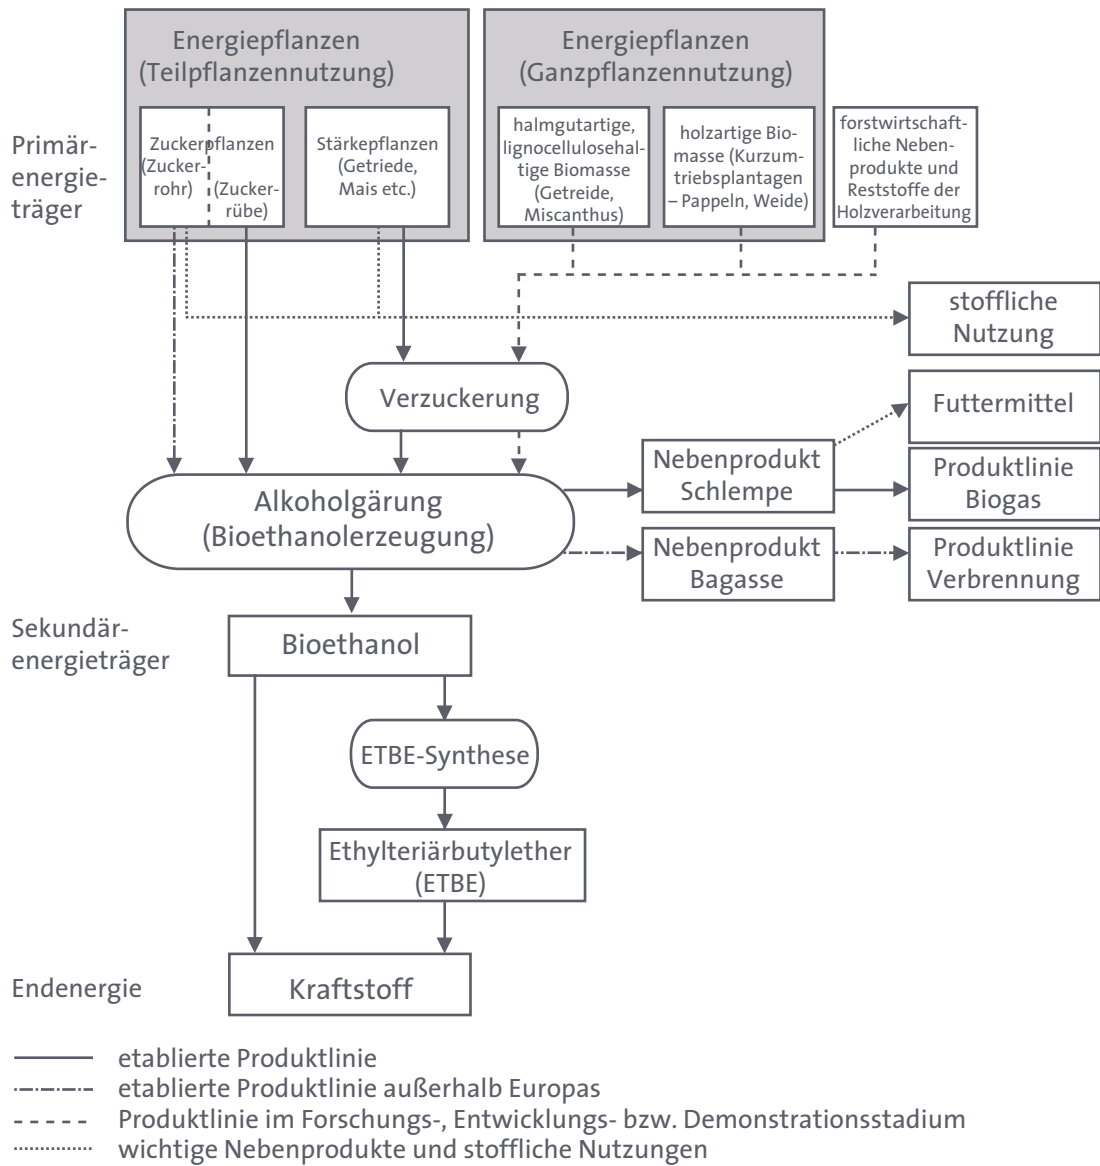 Energiepflanzen
(Teilpflanzennutzung)
Energiepflanzen
(Ganzpflanzennutzung)
Primär-
energie-
träger
Zuckerpflanzen
(Zucker-
rohr)
(Zucker-
rübe)
Stärkepflanzen
(Getriede,
Mais etc.)
halmgutartige,
lignocellulosehal-
tige Biomasse
(Getreide,
Miscanthus)
holzartige Bio-
masse (Kurzum-
triebsplantagen
– Pappeln, Weide)
forstwirtschaft-
liche Neben-
produkte und
Reststoffe der
Holzverarbeitung
stoffliche
Nutzung
Verzuckerung
Futtermittel
Nebenprodukt
Schlempe
Produktlinie
Biogas
Alkoholgärung
(Bioethanolerzeugung)
Nebenprodukt
Bagasse
Produktlinie
Verbrennung
Sekundär-
energieträger
Bioethanol
ETBE-Synthese
Ethylteriärbutylether
(ETBE)
Endenergie
Kraftstoff
etablierte Produktlinie
etablierte Produktlinie außerhalb Europas
Produktlinie im Forschungs-, Entwicklungs- bzw. Demonstrationsstadium
wichtige Nebenprodukte und stoffliche Nutzungen